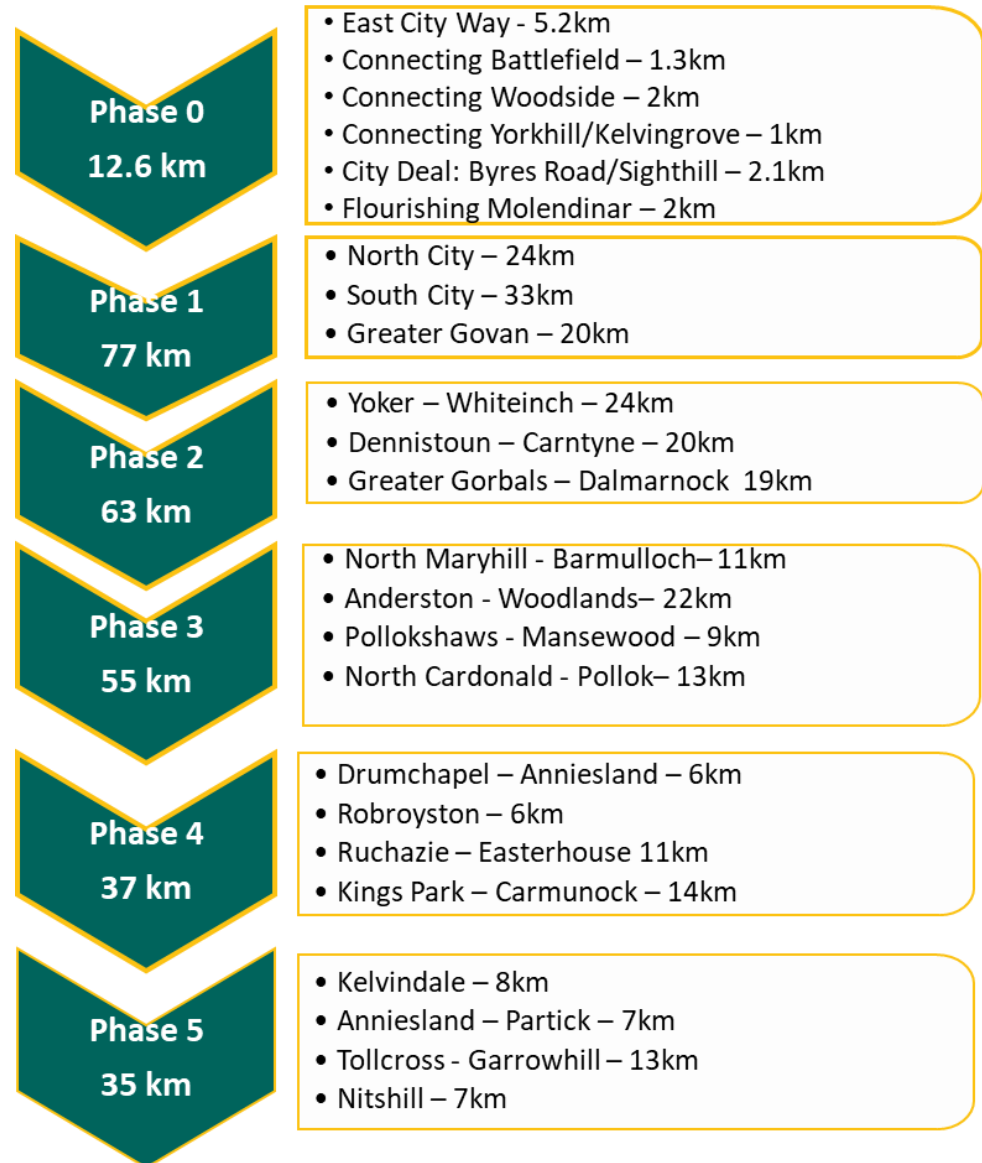 Phase 0
12.6 km
• East City Way - 5.2km
• Connecting Battlefield – 1.3km
• Connecting Woodside – 2km
• Connecting Yorkhill/Kelvingrove – 1km
• City Deal: Byres Road/Sighthill – 2.1km
• Flourishing Molendinar – 2km
Phase 1
77 km
• North City – 24km
• South City – 33km
• Greater Govan – 20km
Phase 2
63 km
• Yoker – Whiteinch – 24km
• Dennistoun – Carntyne – 20km
• Greater Gorbals – Dalmarnock  19km
Phase 3
55 km
• North Maryhill - Barmulloch– 11km
• Anderston - Woodlands– 22km
• Pollokshaws - Mansewood – 9km
• North Cardonald - Pollok– 13km
Phase 4
37 km
• Drumchapel – Anniesland – 6km
• Robroyston – 6km
• Ruchazie – Easterhouse 11km
• Kings Park – Carmunock – 14km
Phase 5
35 km
• Kelvindale – 8km
• Anniesland – Partick – 7km
• Tollcross - Garrowhill – 13km
• Nitshill – 7km